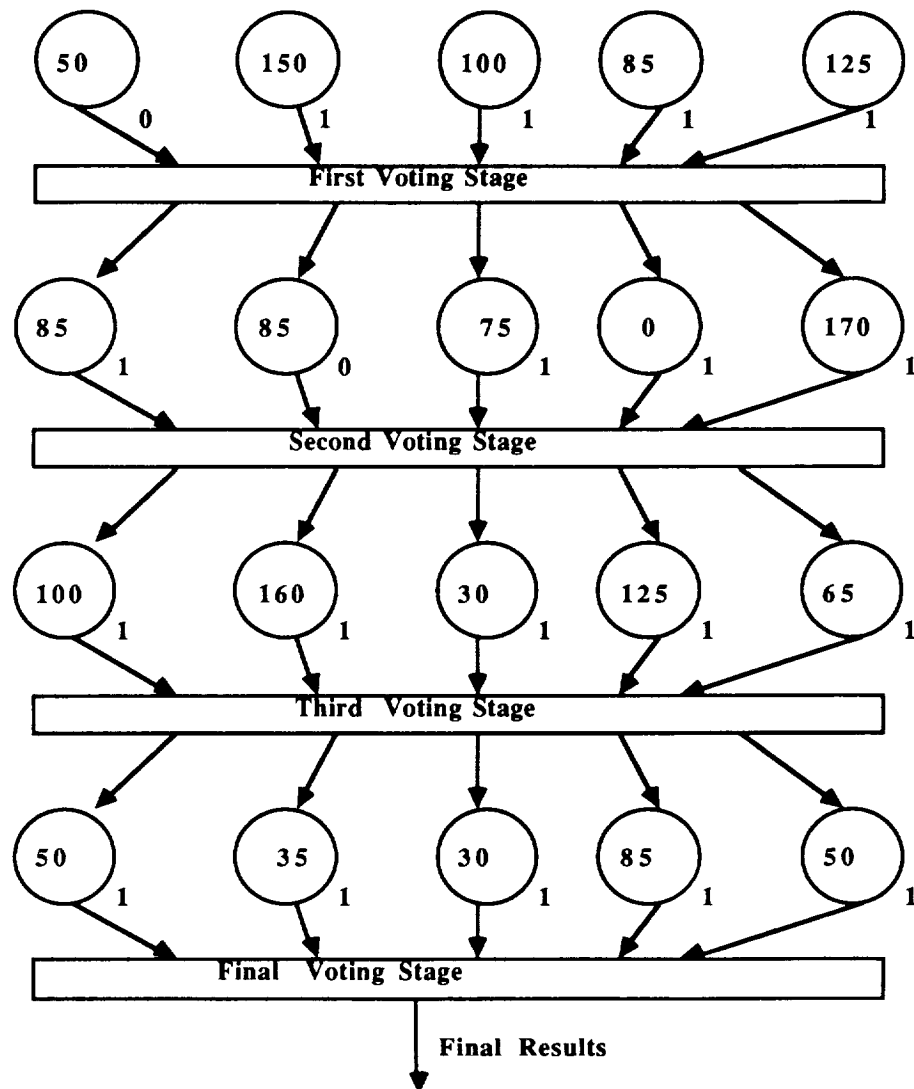 50 150 100 85 125
0 1 1 1 1
First Voting Stage
85 85 75 0 170
1 0 1 1 1
Second Voting Stage
100 160 30 125 65
1 1 1 1 1
Third Voting Stage
50 35 30 85 50
1 1 1 1 1
Final Voting Stage
Final Results